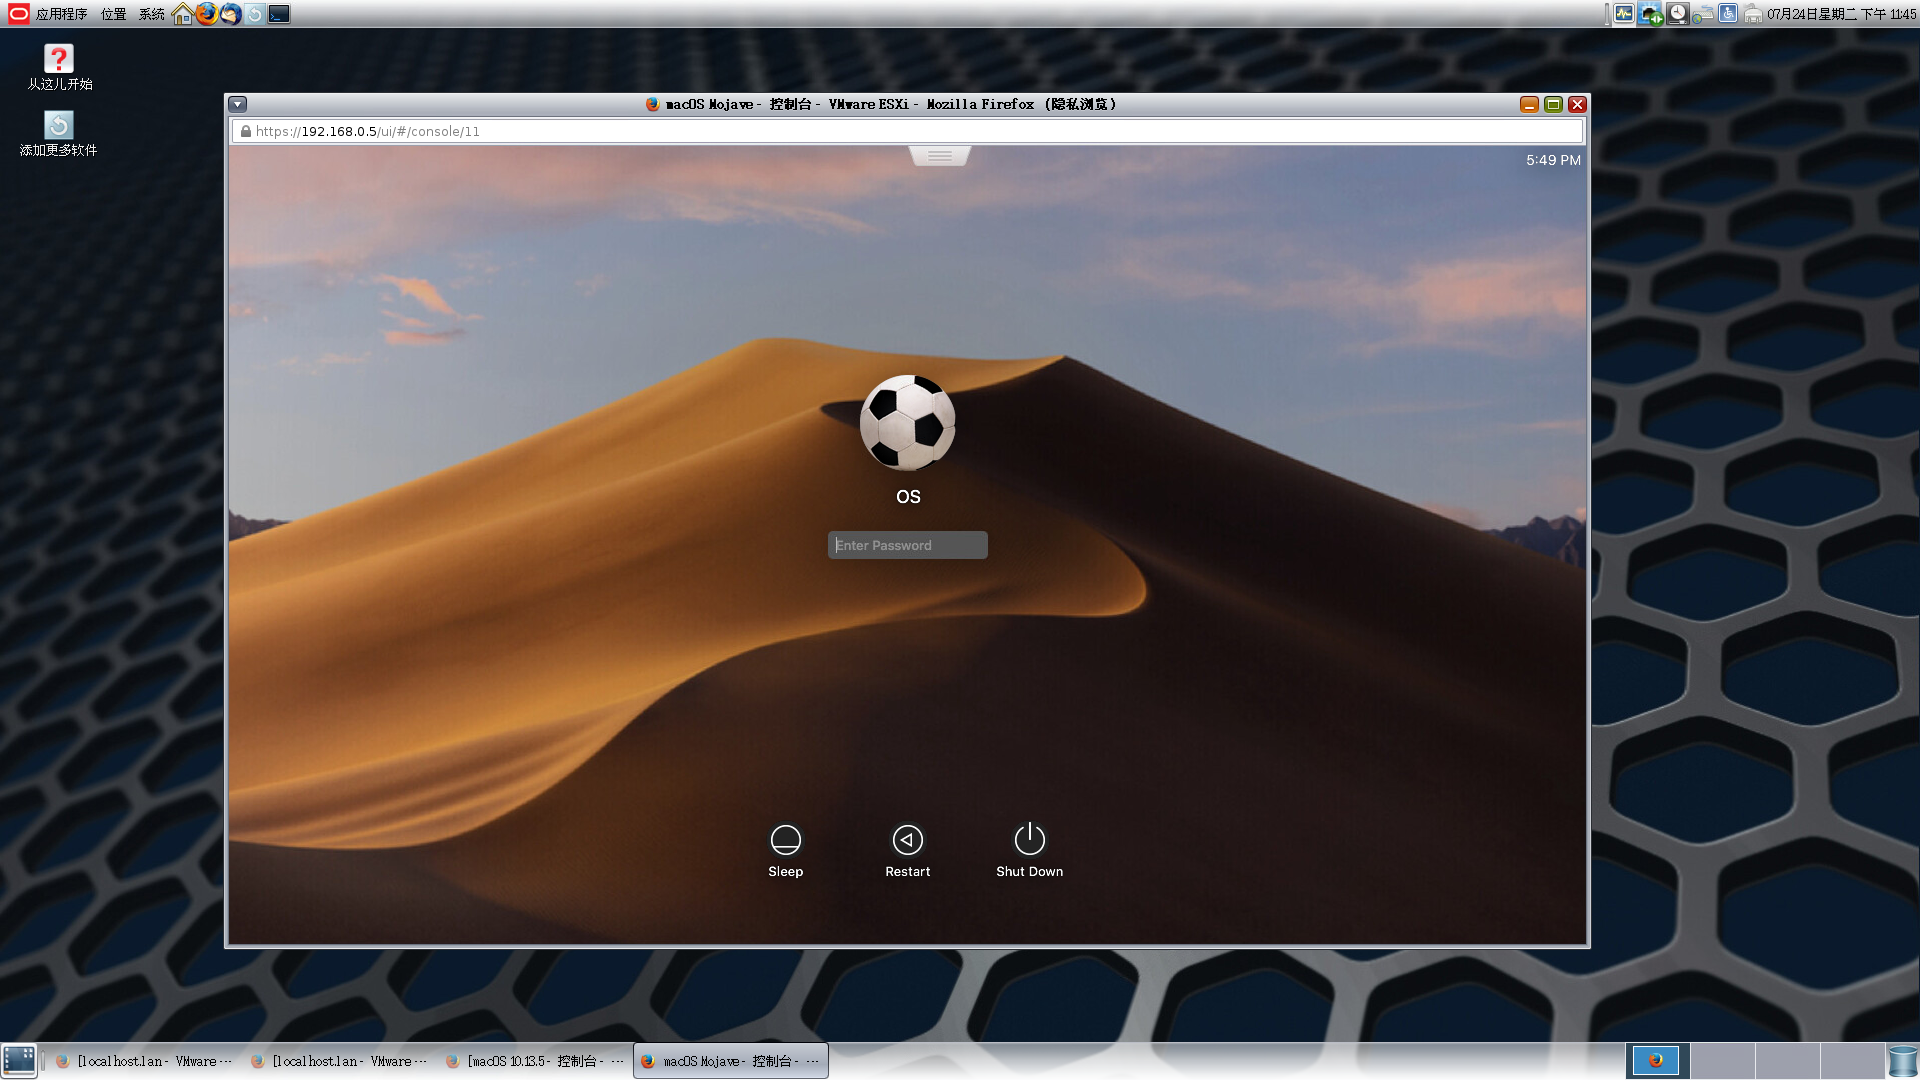 应用程序 位置 系统 07月24日星期二 下午 11:45
从这儿开始
添加更多软件
macOS Mojave - 控制台 - VMware ESXi - Mozilla Firefox (隐私浏览)
https://192.168.0.5/ui/#/console/11
5:49 PM
OS
Enter Password
Sleep Restart Shut Down
[localhost.lan - VMware ··· [localhost.lan - VMware ··· [macOS 10.13.5 - 控制台 - ··· macOS Mojave - 控制台 - ···